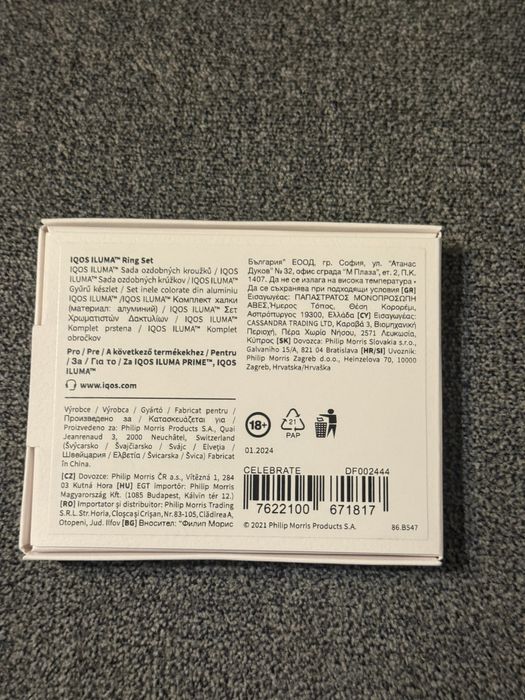 IQOS ILUMA™ Ring Set
IQOS ILUMA™ Sada ozdobných kroužků / IQOS
ILUMA™ Sada ozdobných krúžkov / IQOS ILUMA™
Gyűrű készlet / Set inele colorate din aluminiu
IQOS ILUMA™ /IQOS ILUMA™ Комплект халки
(материал: алуминий) / IQOS ILUMA™ Σετ
Χρωματιστών Δακτυλίων / IQOS ILUMA™
Komplet prstena / IQOS ILUMA™ Komplet
obročkov
Pro / Pre / A következő termékekhez / Pentru
/ За / Για το / Za IQOS ILUMA PRIME™, IQOS
ILUMA™
www.iqos.com
Výrobce / Výrobca / Gyártó / Fabricat pentru /
Произведено за / Κατασκευάζεται για /
Proizvedeno za: Philip Morris Products S.A., Quai
Jeanrenaud 3, 2000 Neuchâtel, Switzerland
(Švýcarsko / Švajčiarsko / Svájc / Elveția /
Швейцария / Ελβετία / Švicarska / Švica) Fabricat
în China.
[CZ] Dovozce: Philip Morris ČR a.s., Vítězná 1, 284
03 Kutná Hora [HU] EGT importőr: Philip Morris
Magyarország Kft. (1085 Budapest, Kálvin tér 12.)
[RO] Importator și distribuitor: Philip Morris Trading
S.R.L. Str. Horia, Cloșca și Crișan, Nr. 83-105, Clădirea A,
Otopeni, Jud. Ilfov [BG] Вносител: "Филип Морис
България" ЕООД, гр. София, ул. "Атанас
Дуков" № 32, офис сграда "М Плаза", ет. 2, П.К.
1407. Да не се излага на висока температура •
Да се съхранява при подходящи условия [GR]
Εισαγωγέας: ΠΑΠΑΣΤΡΑΤΟΣ ΜΟΝΟΠΡΟΣΩΠΗ
ΑΒΕΣ, Ήμερος Τόπος, Θέση Κορορέμι,
Ασπρόπυργος 19300, Ελλάδα [CY] Εισαγωγέας:
CASSANDRA TRADING LTD, Καραβά 3, Βιομηχανική
Περιοχή, Πέρα Χωρίο Νήσου, 2571 Λευκωσία,
Κύπρος [SK] Dovozca: Philip Morris Slovakia s.r.o.,
Galvaniho 15/A, 821 04 Bratislava [HR/SI] Uvoznik:
Philip Morris Zagreb d.o.o., Heinzelova 70, 10000
Zagreb, Hrvatska/Hrvaška
18+
21
PAP
01.2024
CELEBRATE DF002444
7622100 671817
© 2021 Philip Morris Products S.A. 86.B547